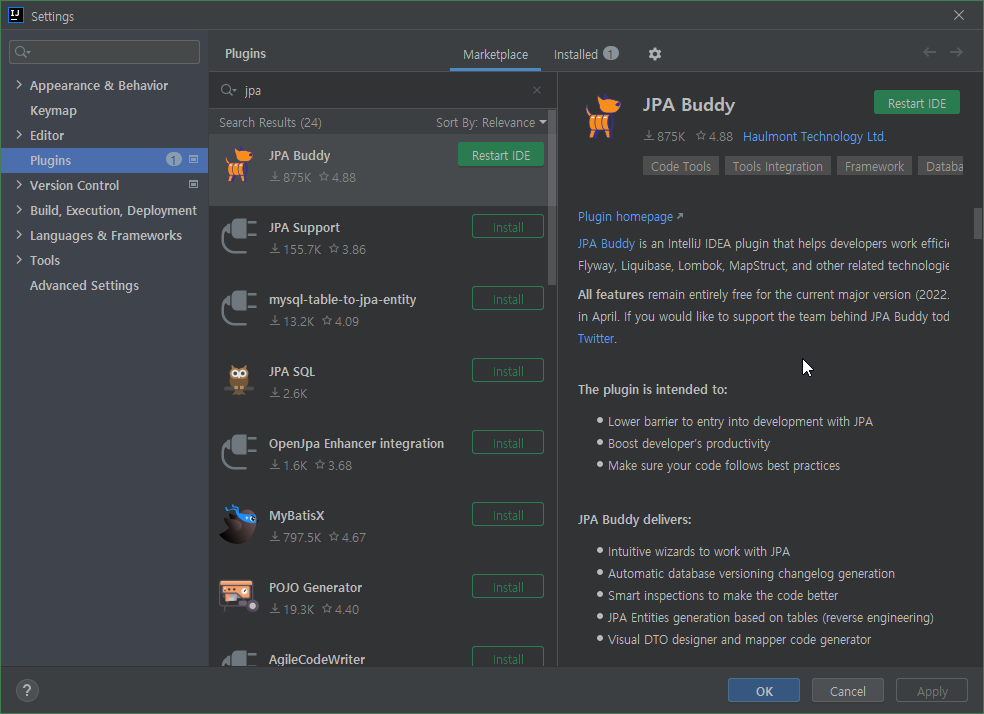 Settings
Plugins
Marketplace
Installed 1
Appearance & Behavior
Keymap
Editor
Plugins 1
Version Control
Build, Execution, Deployment
Languages & Frameworks
Tools
Advanced Settings
jpa
Search Results (24) Sort By: Relevance
JPA Buddy Restart IDE
875K 4.88
JPA Support Install
155.7K 3.86
mysql-table-to-jpa-entity Install
13.2K 4.09
JPA SQL Install
2.6K
OpenJpa Enhancer integration Install
1.6K 3.68
MyBatisX Install
797.5K 4.67
POJO Generator Install
19.3K 4.40
AgileCodeWriter Install
JPA Buddy Restart IDE
875K 4.88 Haulmont Technology Ltd.
Code Tools Tools Integration Framework Databa
Plugin homepage
JPA Buddy is an IntelliJ IDEA plugin that helps developers work efficie
Flyway, Liquibase, Lombok, MapStruct, and other related technologie
All features remain entirely free for the current major version (2022.
in April. If you would like to support the team behind JPA Buddy tod
Twitter.
The plugin is intended to:
Lower barrier to entry into development with JPA
Boost developer's productivity
Make sure your code follows best practices
JPA Buddy delivers:
Intuitive wizards to work with JPA
Automatic database versioning changelog generation
Smart inspections to make the code better
JPA Entities generation based on tables (reverse engineering)
Visual DTO designer and mapper code generator
?
OK Cancel Apply